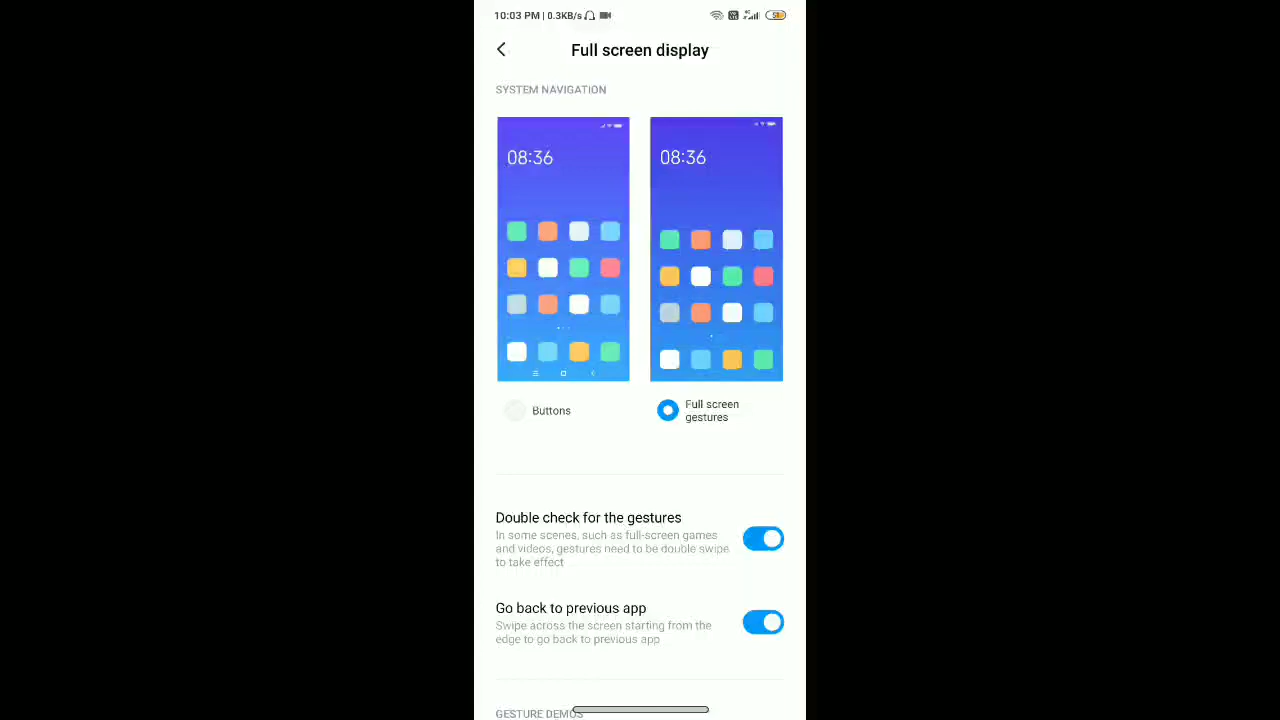 10:03 PM | 0.3KB/s
Full screen display
SYSTEM NAVIGATION
08:36
08:36
Buttons
Full screen
gestures
Double check for the gestures
In some scenes, such as full-screen games
and videos, gestures need to be double swipe
to take effect
Go back to previous app
Swipe across the screen starting from the
edge to go back to previous app
GESTURE DEMOS